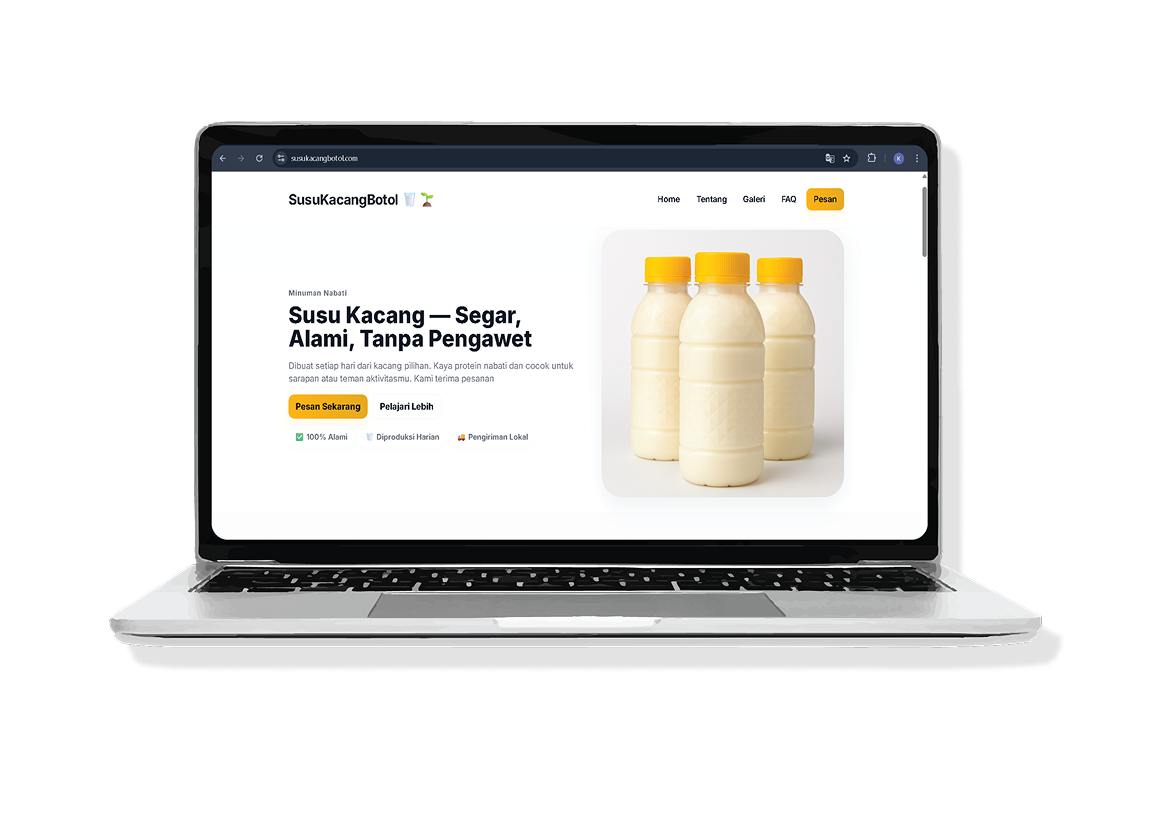 susukacangbotol.com
K
SusuKacangBotol
Home Tentang Galeri FAQ Pesan
Minuman Nabati
Susu Kacang — Segar,
Alami, Tanpa Pengawet
Dibuat setiap hari dari kacang pilihan. Kaya protein nabati dan cocok untuk
sarapan atau teman aktivitasmu. Kami terima pesanan
Pesan Sekarang Pelajari Lebih
✅ 100% Alami 🥛 Diproduksi Harian 🚚 Pengiriman Lokal